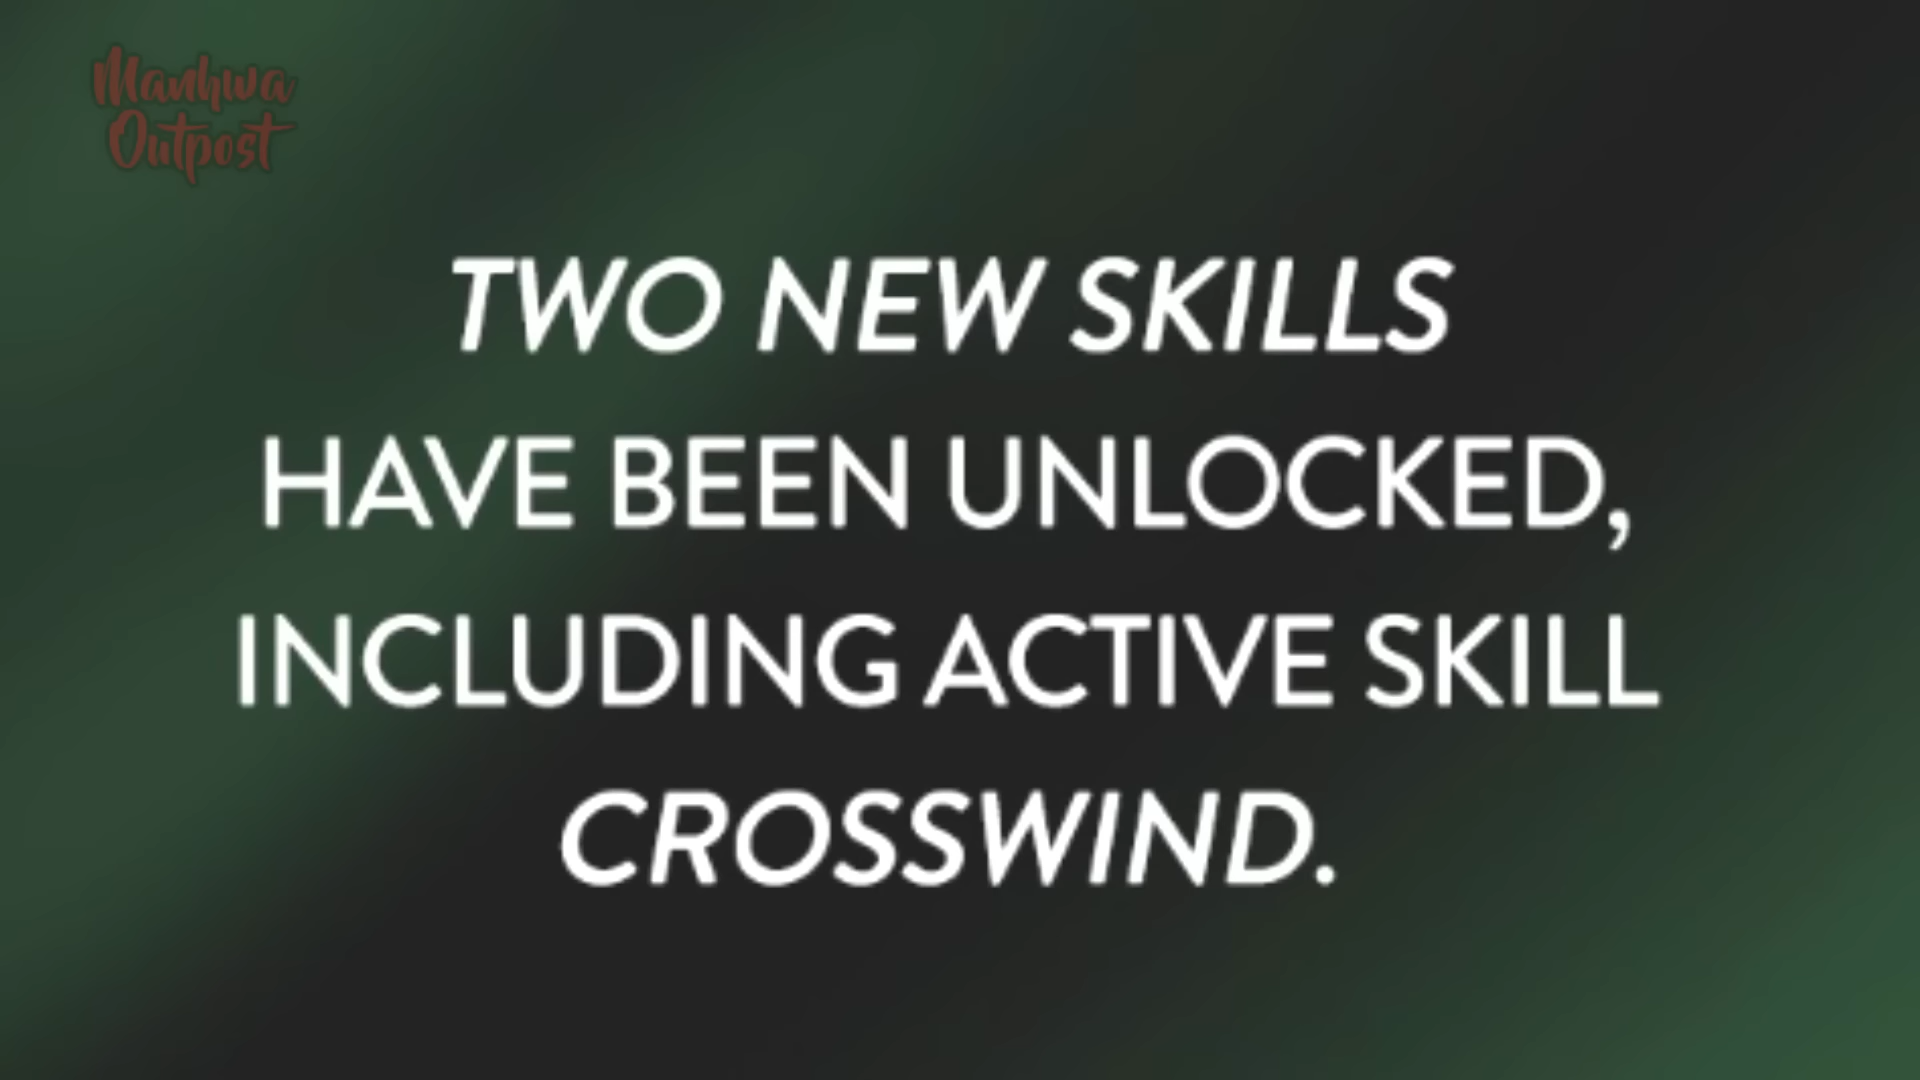 Manhwa
Outpost
TWO NEW SKILLS
HAVE BEEN UNLOCKED,
INCLUDING ACTIVE SKILL
CROSSWIND.